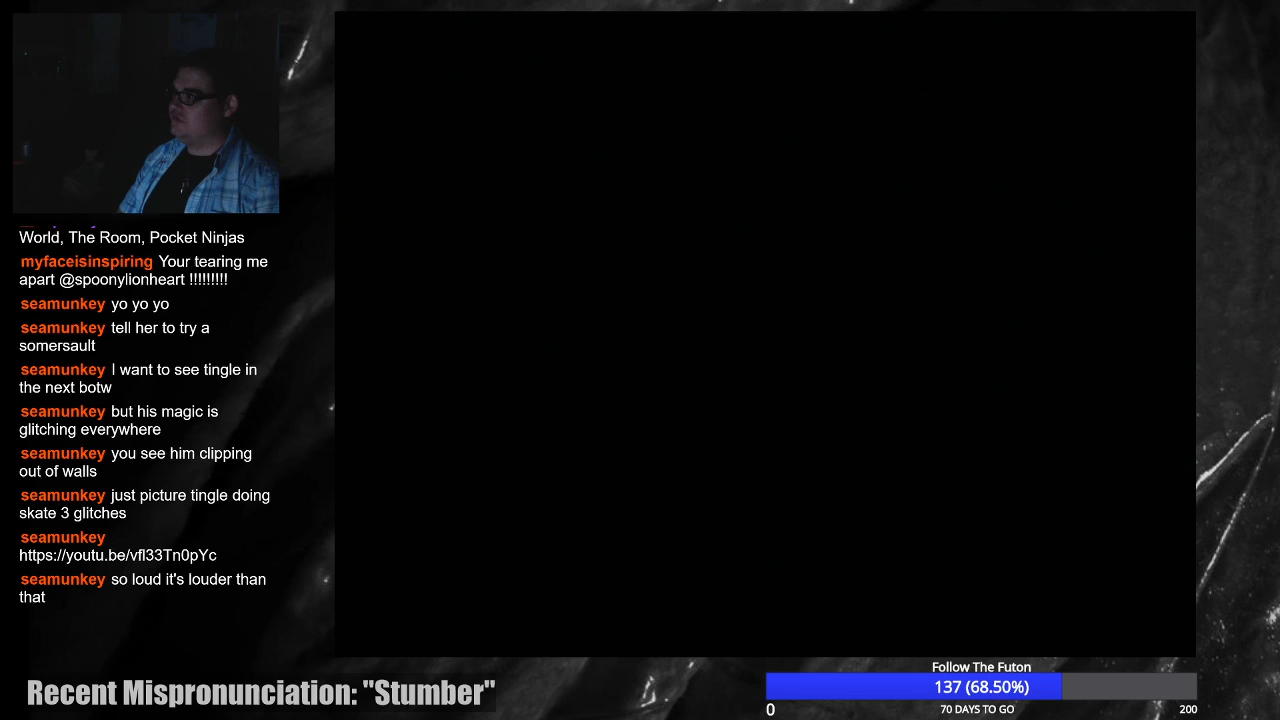 World, The Room, Pocket Ninjas
myfaceisinspiring Your tearing me
apart @spoonylionheart !!!!!!!!!
seamunkey yo yo yo
seamunkey tell her to try a
somersault
seamunkey I want to see tingle in
the next botw
seamunkey but his magic is
glitching everywhere
seamunkey you see him clipping
out of walls
seamunkey just picture tingle doing
skate 3 glitches
seamunkey
https://youtu.be/vfl33Tn0pYc
seamunkey so loud it's louder than
that
Recent Mispronunciation: "Stumber"
Follow The Futon
137 (68.50%)
0
70 DAYS TO GO
200